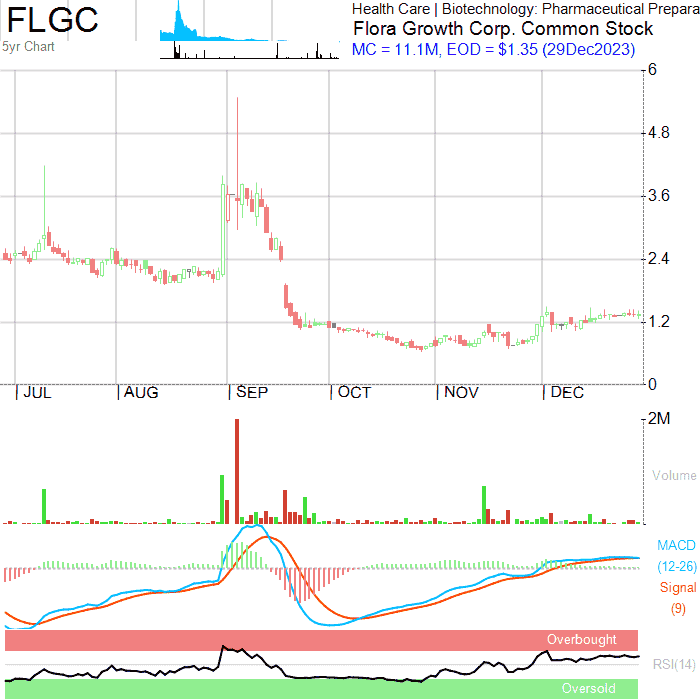 FLGC
5yr Chart
Health Care | Biotechnology: Pharmaceutical Prepara
Flora Growth Corp. Common Stock
MC = 11.1M, EOD = $1.35 (29Dec2023)
6
4.8
3.6
2.4
1.2
0
JUL AUG SEP OCT NOV DEC
2M
Volume
MACD
(12-26)
Signal
(9)
Overbought
RSI(14)
Oversold